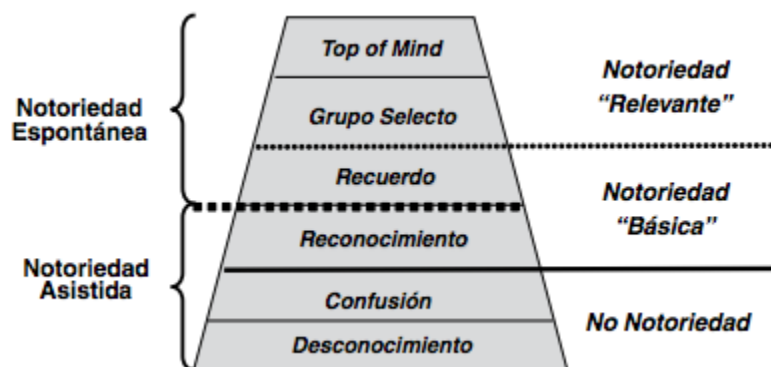 Top of Mind
Notoriedad
“Relevante”
Notoriedad
Espontánea
Grupo Selecto
Recuerdo
Notoriedad
“Básica”
Reconocimiento
Notoriedad
Asistida
Confusión
No Notoriedad
Desconocimiento